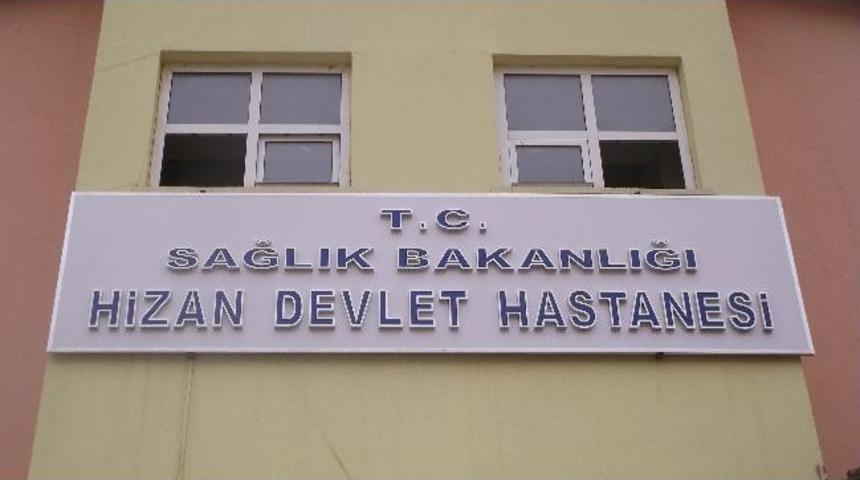 T.C.
SAĞLIK BAKANLIĞI
HİZAN DEVLET HASTANESİ